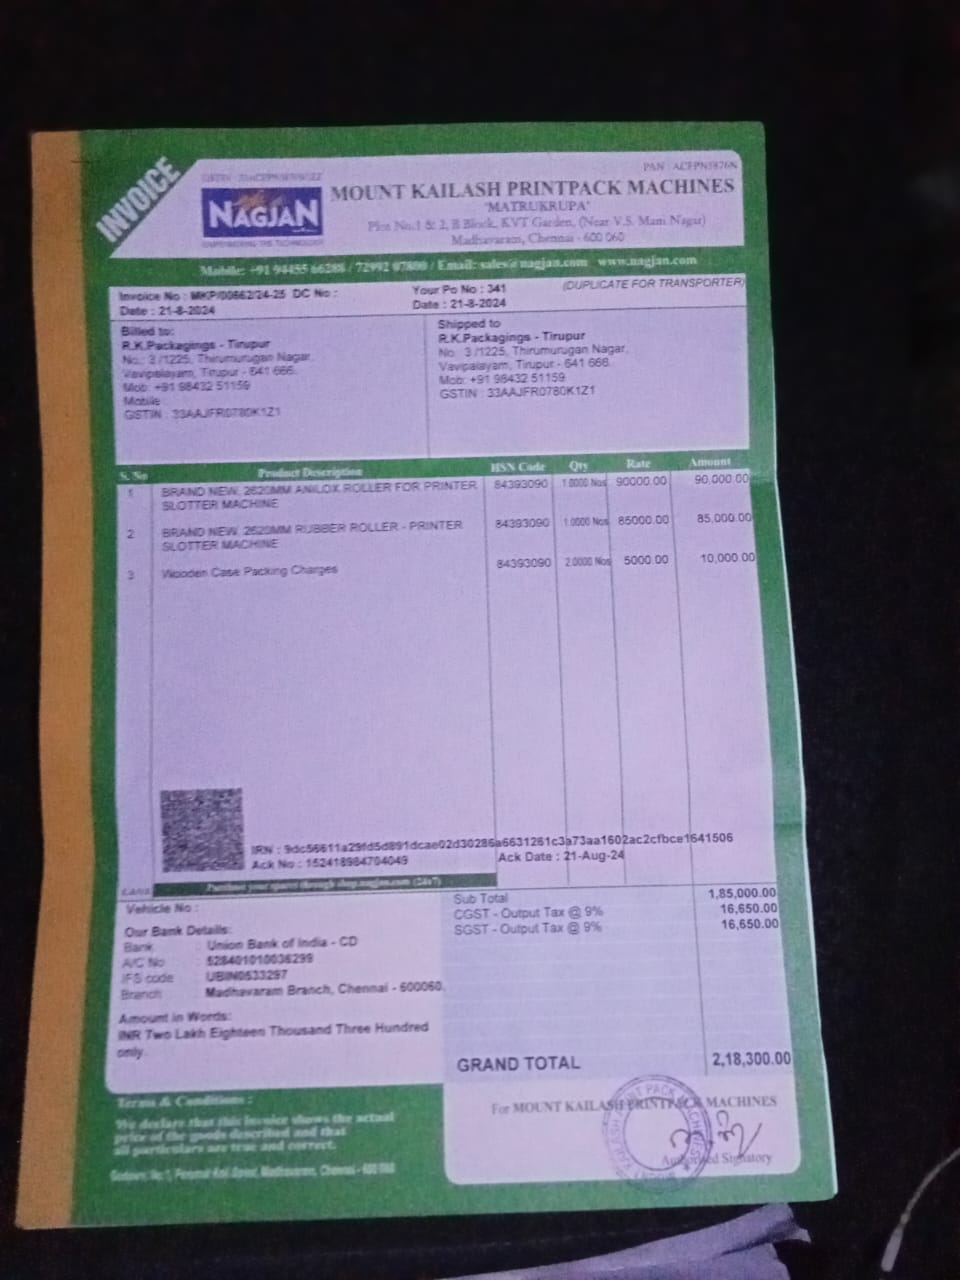 INVOICE
PAN : ACFPN3876N
NAGJAN
EMPOWERING THE TECHNOLOGY
MOUNT KAILASH PRINTPACK MACHINES
"MATRUKRUPA"
Plot No.1 & 2, B Block, KVT Garden, (Near V.S. Mani Nagar)
Madhavaram, Chennai - 600 060
Mobile: +91 94455 66288 / 72992 07800 / Email: sales@nagjan.com www.nagjan.com
Invoice No : MKP/00662/24-25 DC No :
Date : 21-8-2024
Your Po No : 341
Date : 21-8-2024
(DUPLICATE FOR TRANSPORTER)
Billed to:
R.K.Packagings - Tirupur
No.: 3 /1225, Thirumurugan Nagar,
Vavipalayam, Tirupur - 641 666.
Mob: +91 98432 51159
Mobile :
GSTIN : 33AAJFR0780K1Z1
Shipped to
R.K.Packagings - Tirupur
No. 3 /1225, Thirumurugan Nagar,
Vavipalayam, Tirupur - 641 666.
Mob: +91 98432 51159
GSTIN : 33AAJFR0780K1Z1
S. No Product Description HSN Code Qty Rate Amount
1 BRAND NEW, 2620MM ANILOX ROLLER FOR PRINTER 84393090 1.0000 Nos 90000.00 90,000.00
SLOTTER MACHINE
2 BRAND NEW, 2620MM RUBBER ROLLER - PRINTER 84393090 1.0000 Nos 85000.00 85,000.00
SLOTTER MACHINE
3 Wooden Case Packing Charges 84393090 2.0000 Nos 5000.00 10,000.00
IRN : 9dc56611a29fd5d891dcae02d30286a6631261c3a73aa1602ac2cfbce1641506
Ack No : 152418984704049 Ack Date : 21-Aug-24
Purchase your spares through shop.nagjan.com (24x7)
Vehicle No :
Our Bank Details:
Bank : Union Bank of India - CD
A/C No : 528401010036299
IFS code : UBIN0533297
Branch : Madhavaram Branch, Chennai - 600060.
Amount in Words:
INR Two Lakh Eighteen Thousand Three Hundred
only.
Sub Total 1,85,000.00
CGST - Output Tax @ 9% 16,650.00
SGST - Output Tax @ 9% 16,650.00
GRAND TOTAL 2,18,300.00
Terms & Conditions :
We declare that this invoice shows the actual
price of the goods described and that
all particulars are true and correct.
For MOUNT KAILASH PRINTPACK MACHINES
Authorised Signatory